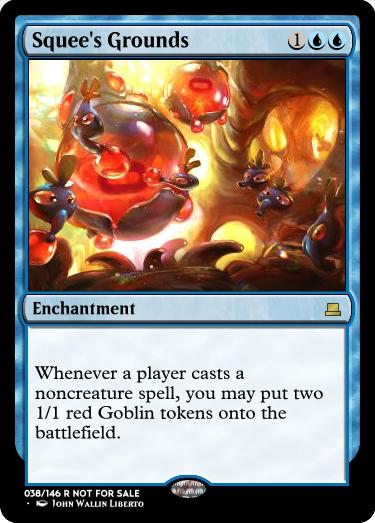 Squee's Grounds 1
Enchantment
Whenever a player casts a
noncreature spell, you may put two
1/1 red Goblin tokens onto the
battlefield.
038/146 R NOT FOR SALE
· John Wallin Liberto